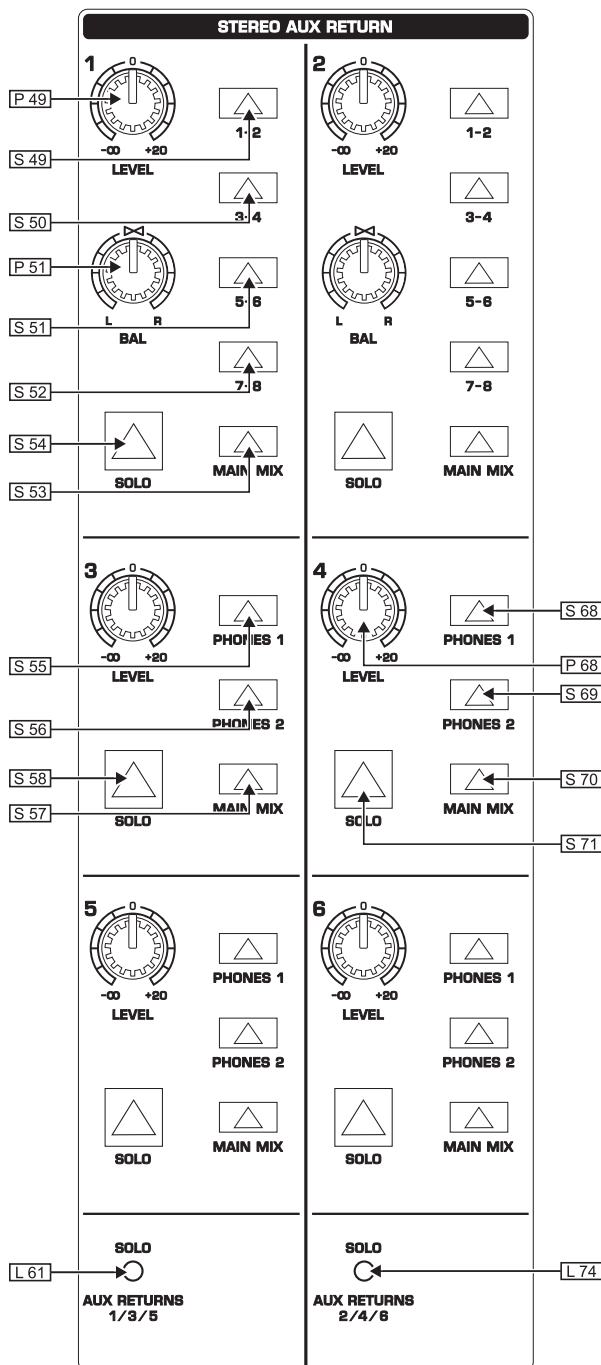 STEREO AUX RETURN
1
0
-∞ +20
LEVEL
1-2
3-4
L R
BAL
5-6
7-8
SOLO
MAIN MIX
2
0
-∞ +20
LEVEL
1-2
3-4
L R
BAL
5-6
7-8
SOLO
MAIN MIX
P 49
S 49
S 50
P 51
S 51
S 52
S 54
S 53
3
0
-∞ +20
LEVEL
PHONES 1
PHONES 2
SOLO
MAIN MIX
S 55
S 56
S 58
S 57
4
0
-∞ +20
LEVEL
PHONES 1
PHONES 2
SOLO
MAIN MIX
S 68
P 68
S 69
S 70
S 71
5
0
-∞ +20
LEVEL
PHONES 1
PHONES 2
SOLO
MAIN MIX
6
0
-∞ +20
LEVEL
PHONES 1
PHONES 2
SOLO
MAIN MIX
L 61
SOLO
AUX RETURNS
1/3/5
SOLO
AUX RETURNS
2/4/6
L 74